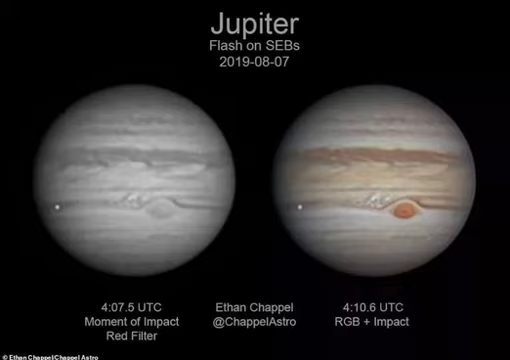 Jupiter
Flash on SEBs
2019-08-07
4:07.5 UTC
Moment of Impact
Red Filter
Ethan Chappel
@ChappelAstro
4:10.6 UTC
RGB + Impact
© Ethan Chappel/Chappel Astro